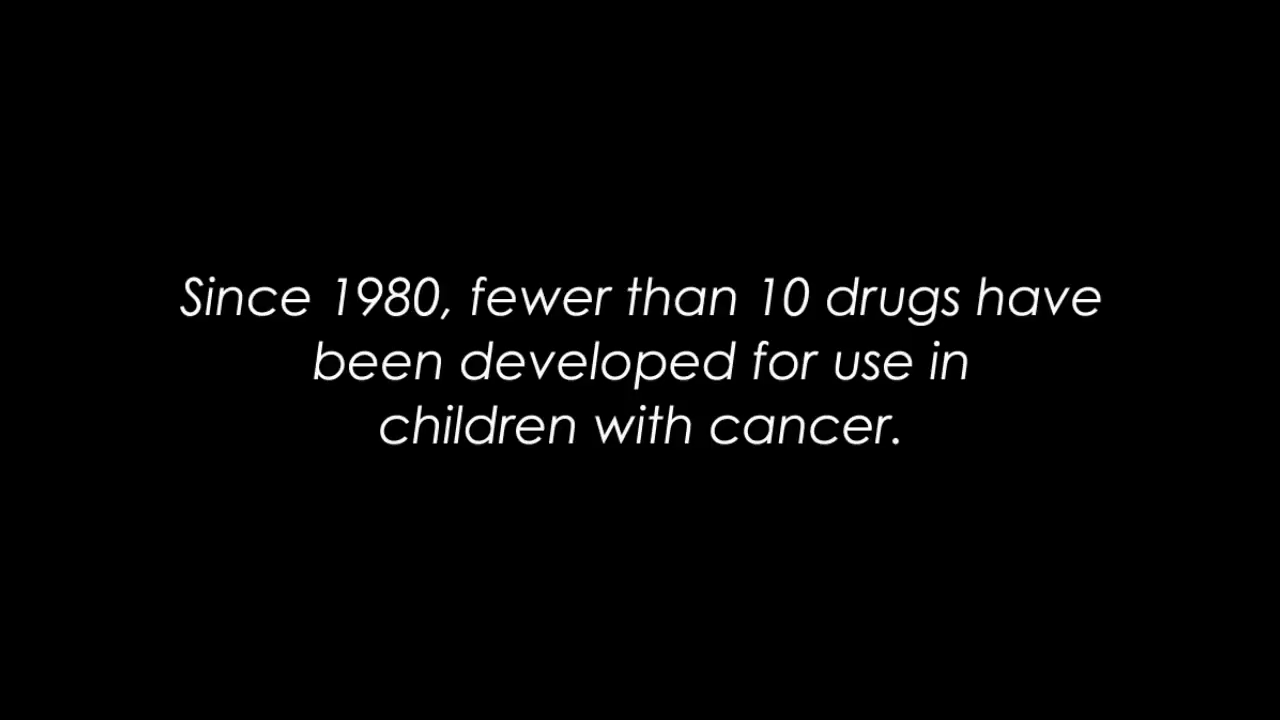 Since 1980, fewer than 10 drugs have
been developed for use in
children with cancer.